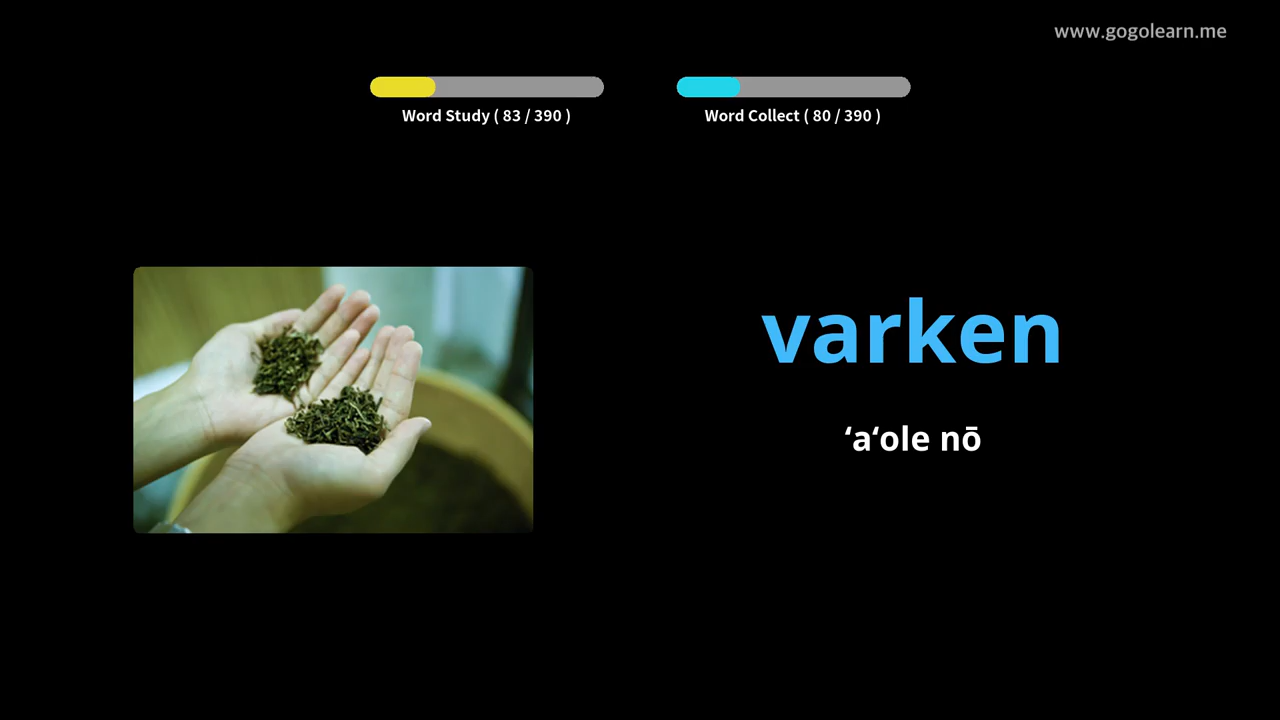 www.gogolearn.me
Word Study ( 83 / 390 )
Word Collect ( 80 / 390 )
varken
ʻaʻole nō